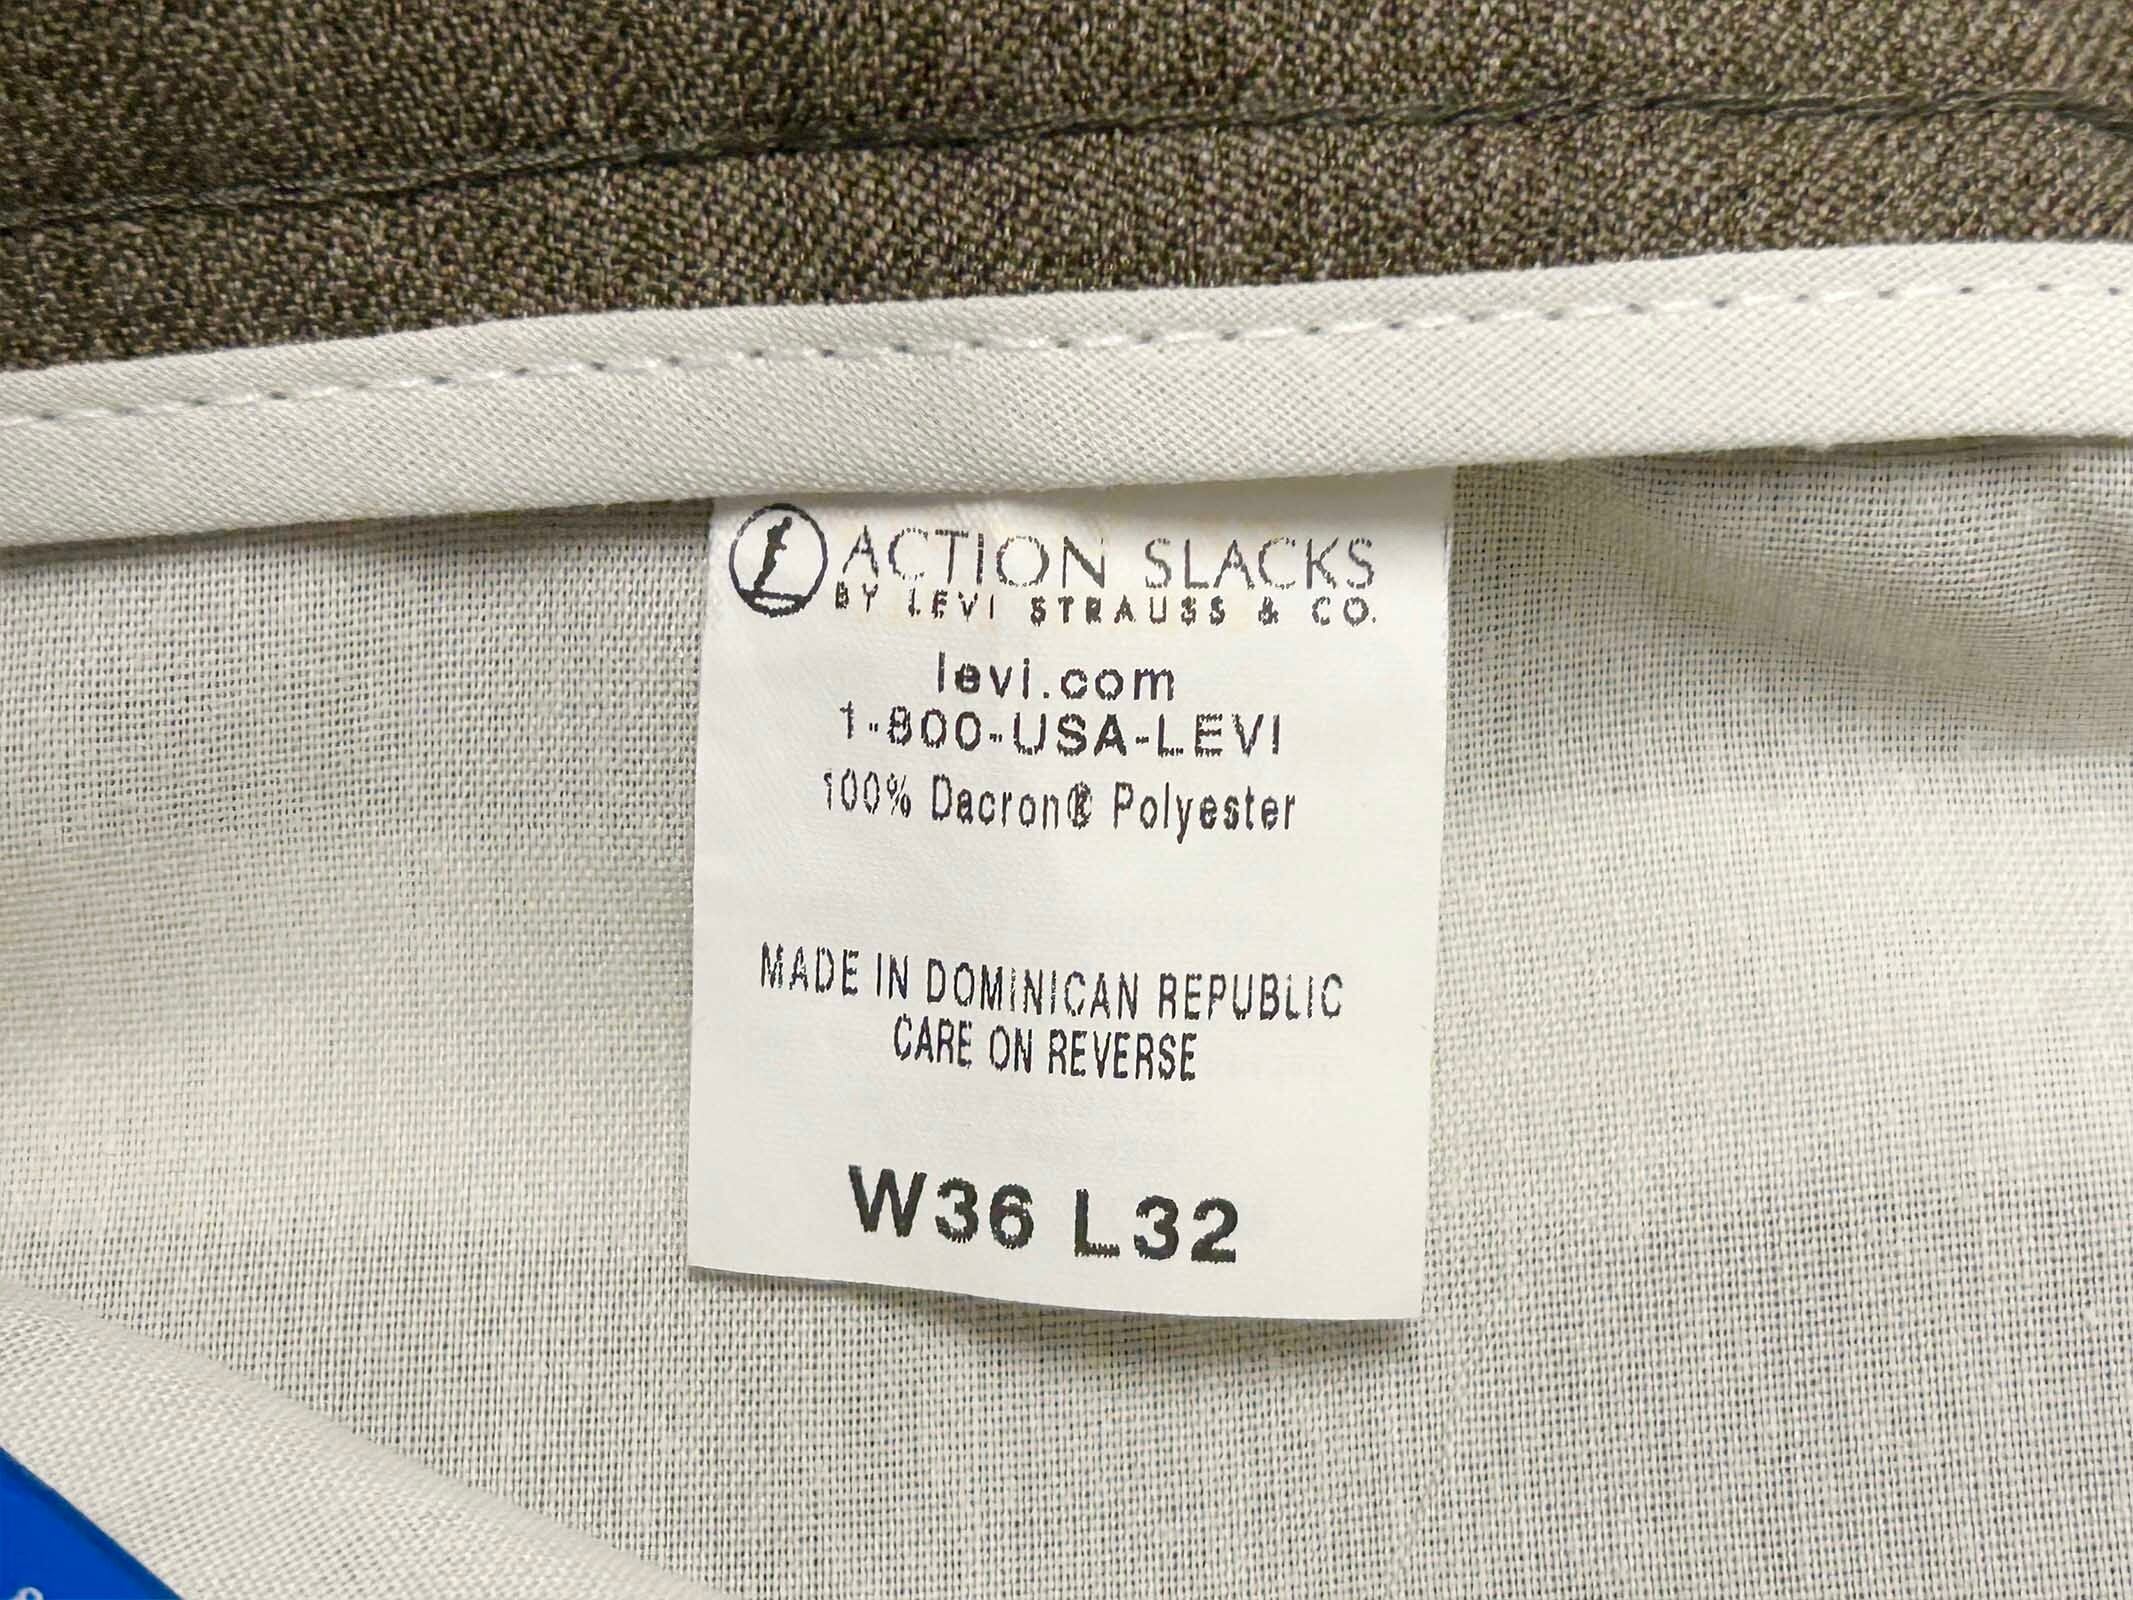 ACTION SLACKS
BY LEVI STRAUSS & CO.
levi.com
1-800-USA-LEVI
100% Dacron® Polyester
MADE IN DOMINICAN REPUBLIC
CARE ON REVERSE
W36 L32